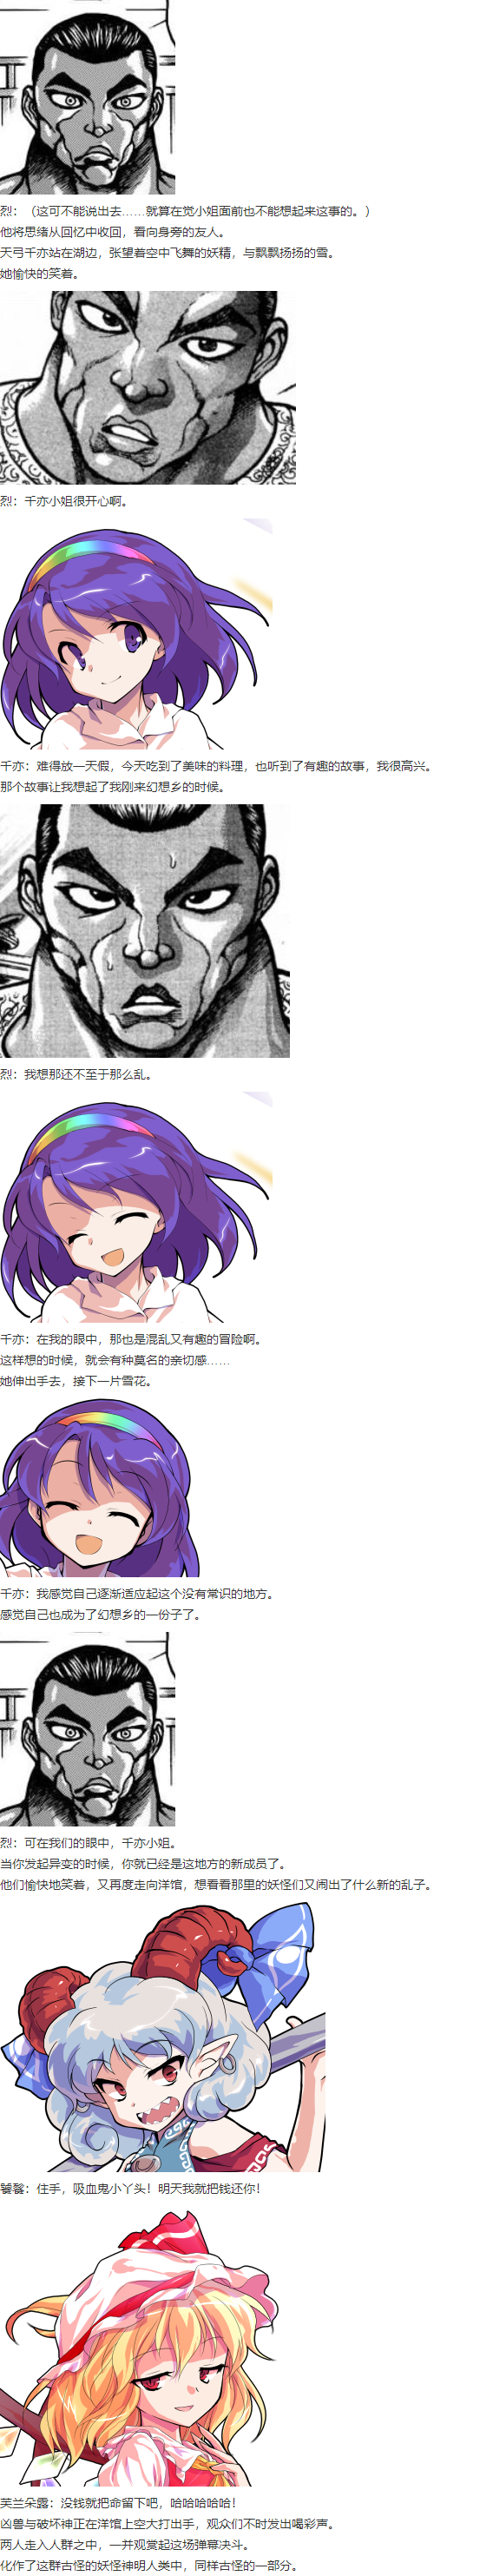 烈：（这可不能说出去……就算在觉小姐面前也不能想起来这事的。）
他将思绪从回忆中收回，看向身旁的友人。
天弓千亦站在湖边，张望着空中飞舞的妖精，与飘飘扬扬的雪。
她愉快的笑着。
烈：千亦小姐很开心啊。
千亦：难得放一天假，今天吃到了美味的料理，也听到了有趣的故事，我很高兴。
那个故事让我想起了我刚来幻想乡的时候。
烈：我想那还不至于那么乱。
千亦：在我的眼中，那也是混乱又有趣的冒险啊。
这样想的时候，就会有种莫名的亲切感……
她伸出手去，接下一片雪花。
千亦：我感觉自己逐渐适应起这个没有常识的地方。
感觉自己也成为了幻想乡的一份子了。
烈：可在我们的眼中，千亦小姐。
当你发起异变的时候，你就已经是这地方的新成员了。
他们愉快地笑着，又再度走向洋馆，想看看那里的妖怪们又闹出了什么新的乱子。
饕餮：住手，吸血鬼小丫头！明天我就把钱还你！
芙兰朵露：没钱就把命留下吧，哈哈哈哈哈！
凶兽与破坏神正在洋馆上空大打出手，观众们不时发出喝彩声。
两人走入人群之中，一并观赏起这场弹幕决斗。
化作了这群古怪的妖怪神明人类中，同样古怪的一部分。